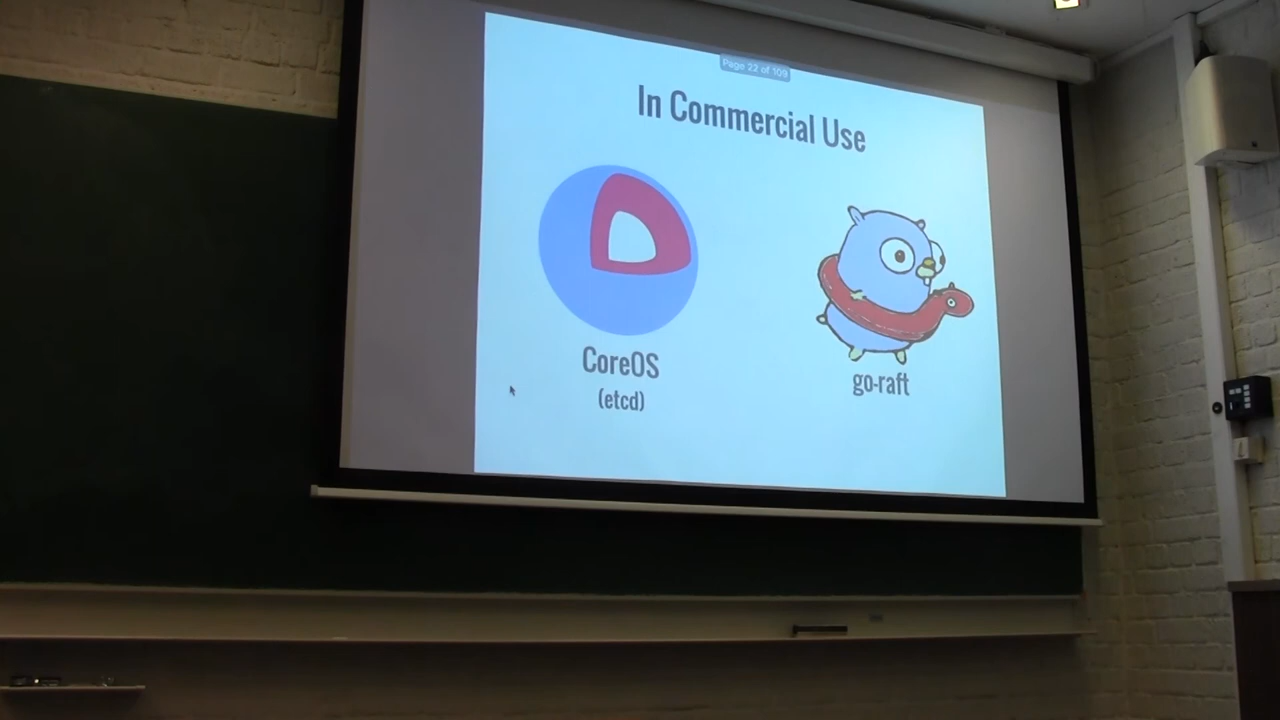 Page 22 of 109
In Commercial Use
CoreOS
(etcd)
go-raft